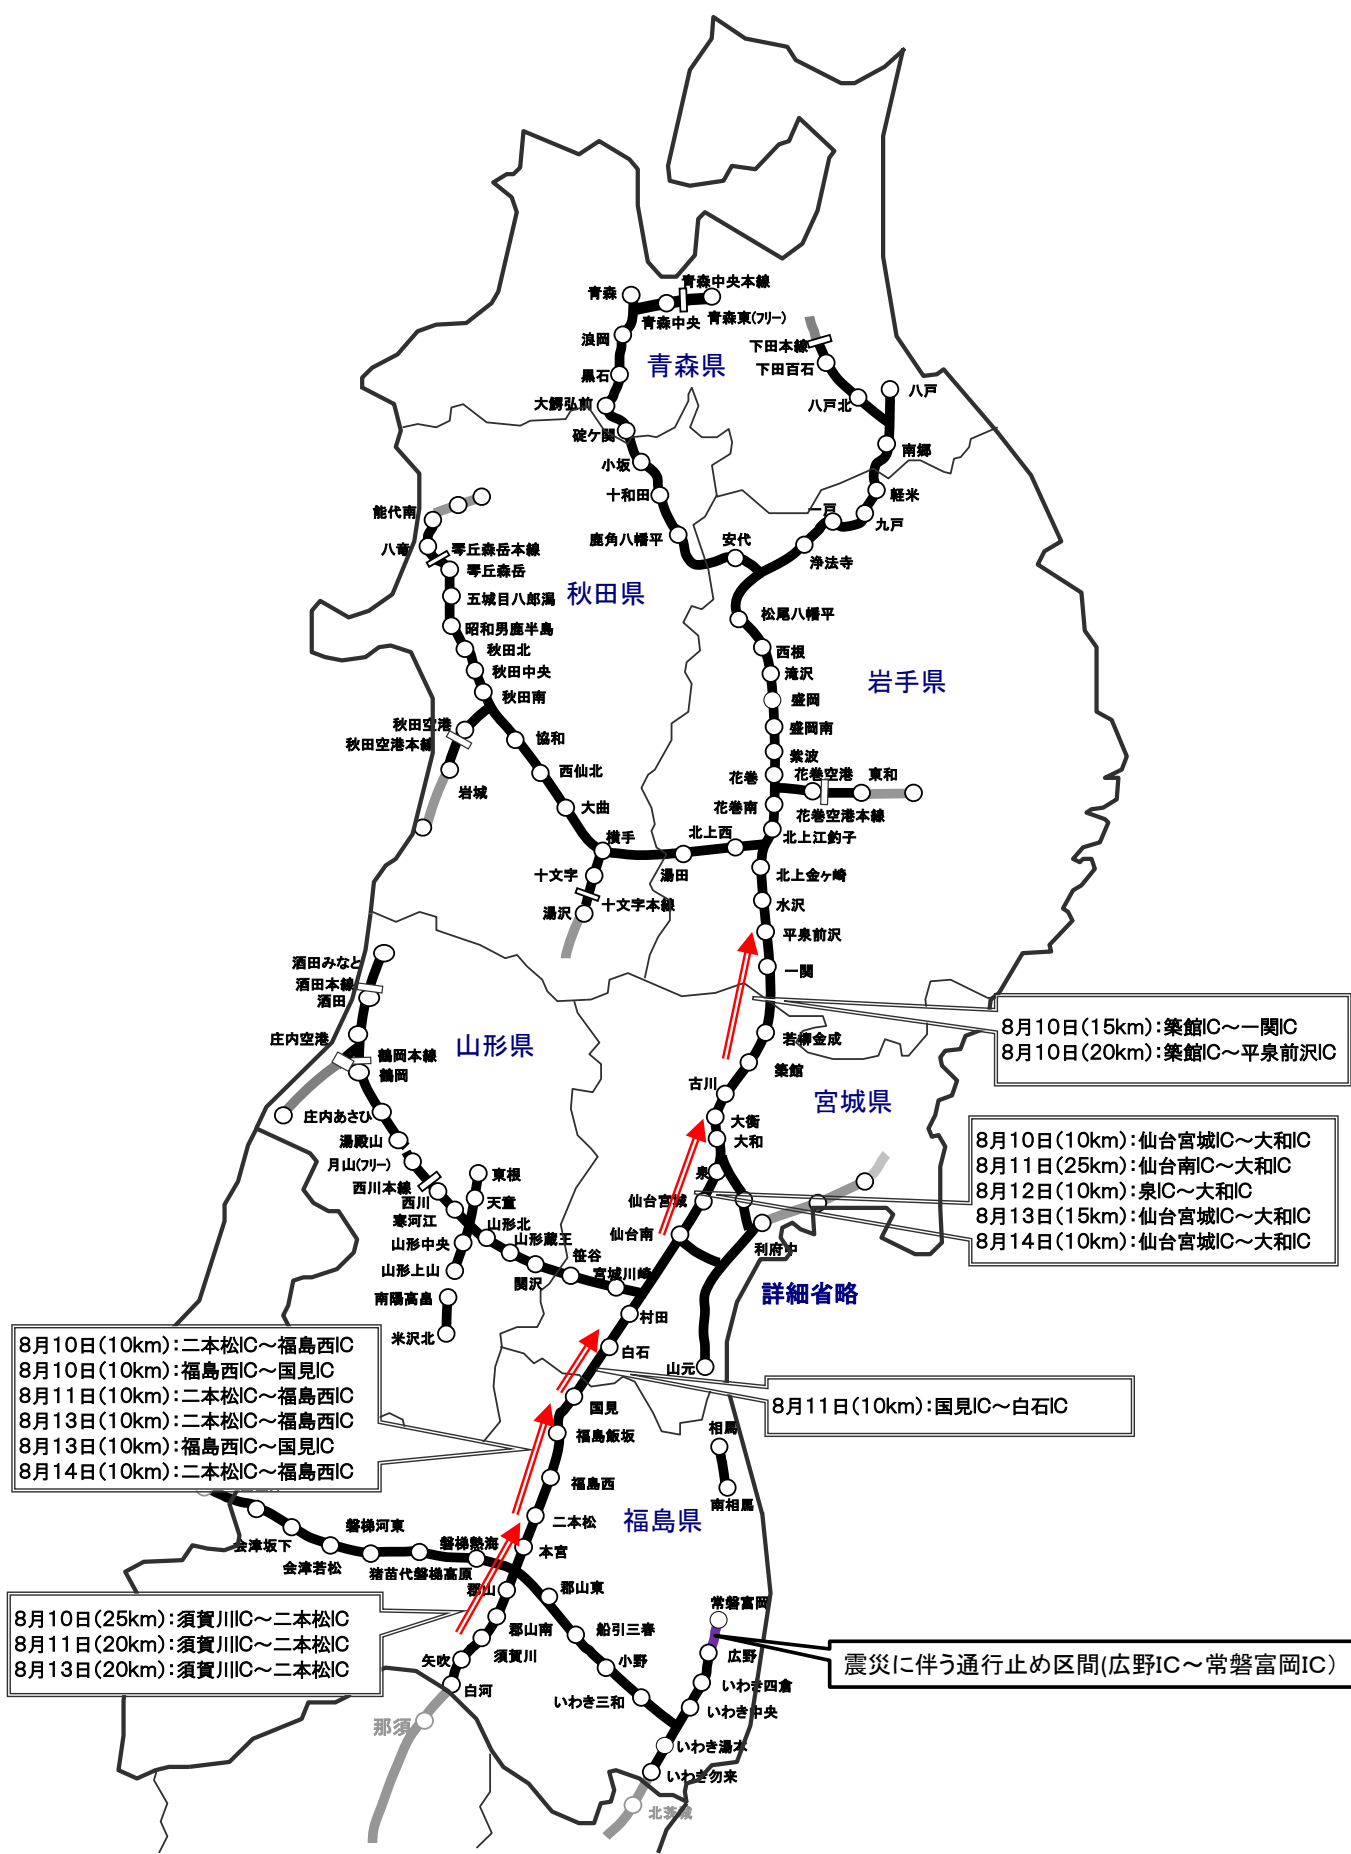 青森中央本線
青森
青森中央
青森東(フリー)
浪岡
下田本線
青森県
下田百石
黒石
八戸
大鰐弘前
八戸北
碇ケ関
南郷
小坂
十和田
軽米
能代南
一戸
九戸
鹿角八幡平
安代
八竜
琴丘森岳本線
浄法寺
琴丘森岳
秋田県
五城目八郎潟
松尾八幡平
昭和男鹿半島
秋田北
西根
秋田中央
滝沢
岩手県
秋田南
盛岡
秋田空港
盛岡南
秋田空港本線
協和
紫波
西仙北
花巻
花巻空港
東和
岩城
大曲
花巻南
花巻空港本線
横手
北上西
北上江釣子
十文字
湯田
北上金ヶ崎
湯沢
十文字本線
水沢
平泉前沢
酒田みなと
一関
酒田本線
酒田
8月10日(15km):築館IC～一関IC
8月10日(20km):築館IC～平泉前沢IC
庄内空港
山形県
若柳金成
鶴岡本線
鶴岡
築館
古川
宮城県
庄内あさひ
大衡
湯殿山
大和
8月10日(10km):仙台宮城IC～大和IC
8月11日(25km):仙台南IC～大和IC
8月12日(10km):泉IC～大和IC
8月13日(15km):仙台宮城IC～大和IC
8月14日(10km):仙台宮城IC～大和IC
月山(フリー)
泉
東根
西川本線
西川
天童
仙台宮城
寒河江
山形北
山形中央
山形蔵王
仙台南
利府中
笹谷
山形上山
関沢
宮城川崎
詳細省略
南陽高畠
村田
米沢北
白石
山元
8月10日(10km):二本松IC～福島西IC
8月10日(10km):福島西IC～国見IC
8月11日(10km):二本松IC～福島西IC
8月13日(10km):二本松IC～福島西IC
8月13日(10km):福島西IC～国見IC
8月14日(10km):二本松IC～福島西IC
8月11日(10km):国見IC～白石IC
国見
相馬
福島飯坂
福島西
南相馬
福島県
二本松
磐梯河東
会津坂下
磐梯熱海
本宮
会津若松
猪苗代磐梯高原
郡山
郡山東
8月10日(25km):須賀川IC～二本松IC
8月11日(20km):須賀川IC～二本松IC
8月13日(20km):須賀川IC～二本松IC
常磐富岡
郡山南
船引三春
須賀川
矢吹
広野
震災に伴う通行止め区間(広野IC～常磐富岡IC)
小野
いわき四倉
白河
いわき三和
いわき中央
那須
いわき湯本
いわき勿来
北茨城